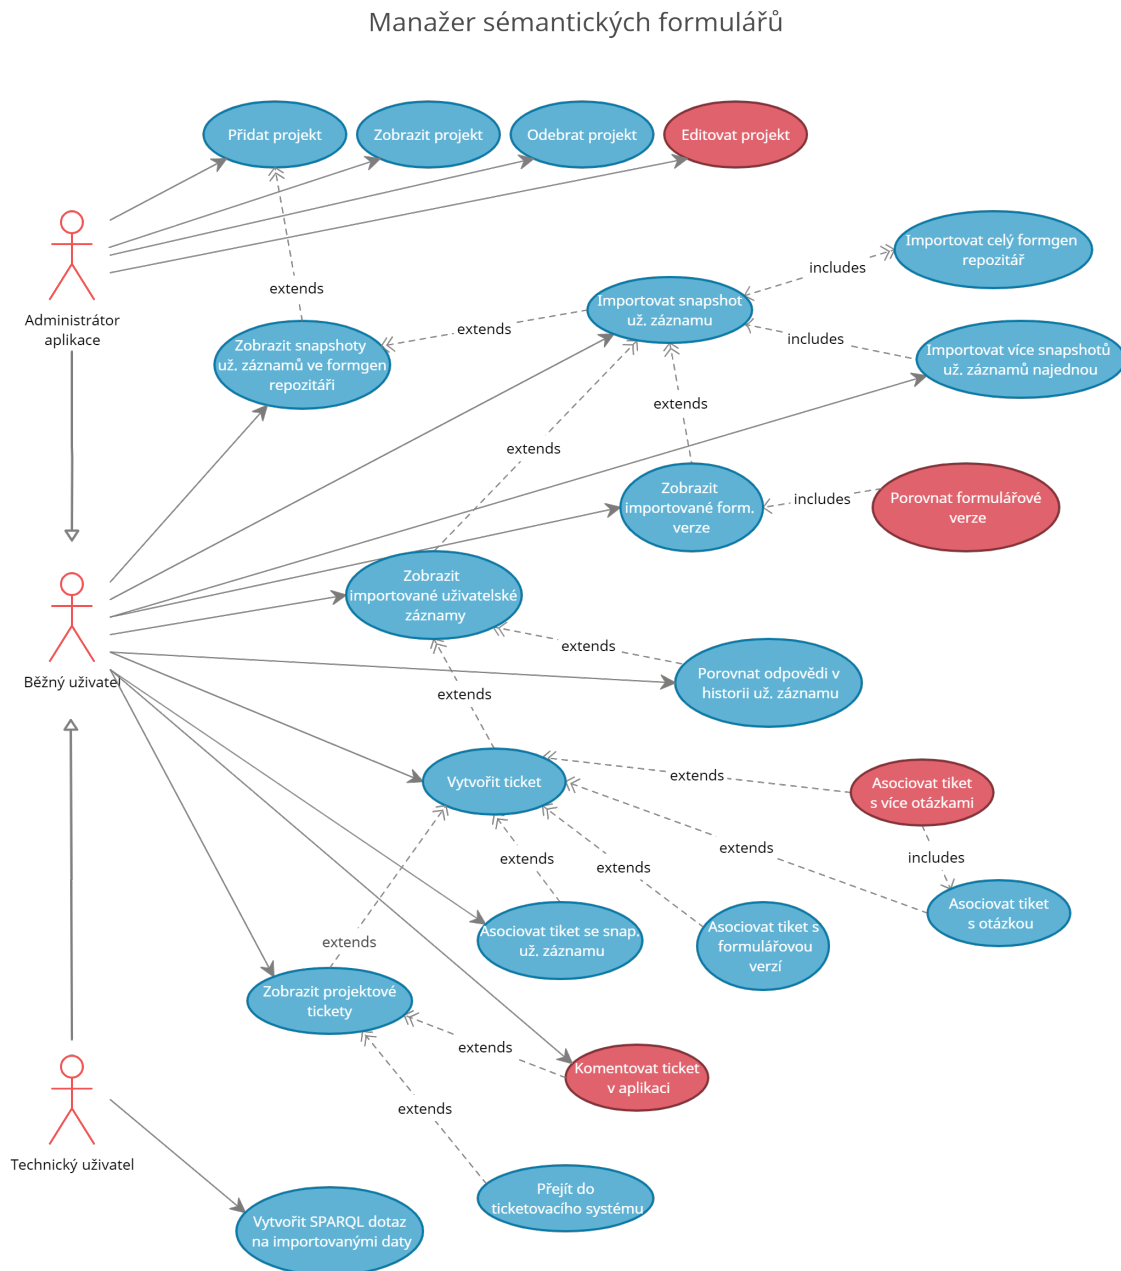 Manažer sémantických formulářů
Přidat projekt
Zobrazit projekt
Odebrat projekt
Editovat projekt
Importovat celý formgen
repozitář
includes
Administrátor
aplikace
extends
Importovat snapshot
už. záznamu
extends
includes
Zobrazit snapshoty
už. záznamů ve formgen
repozitáři
Importovat více snapshotů
už. záznamů najednou
extends
extends
Zobrazit
importované form.
verze
includes
Porovnat formulářové
verze
Zobrazit
importované uživatelské
záznamy
extends
Běžný uživatel
extends
Porovnat odpovědi v
historii už. záznamu
Vytvořit ticket
extends
Asociovat tiket
s více otázkami
extends
extends
extends
includes
Asociovat tiket
s otázkou
extends
Asociovat tiket se snap.
už. záznamu
Asociovat tiket s
formulářovou
verzí
Zobrazit projektové
tickety
extends
Komentovat ticket
v aplikaci
extends
Technický uživatel
Přejít do
ticketovacího systému
Vytvořit SPARQL dotaz
na importovanými daty